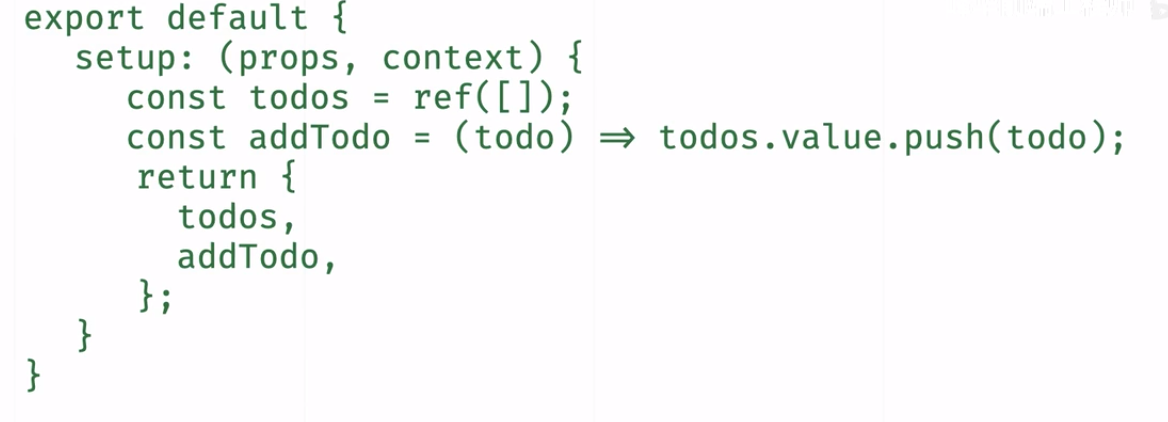 export default {
setup: (props, context) {
const todos = ref([]);
const addTodo = (todo) => todos.value.push(todo);
return {
todos,
addTodo,
};
}
}